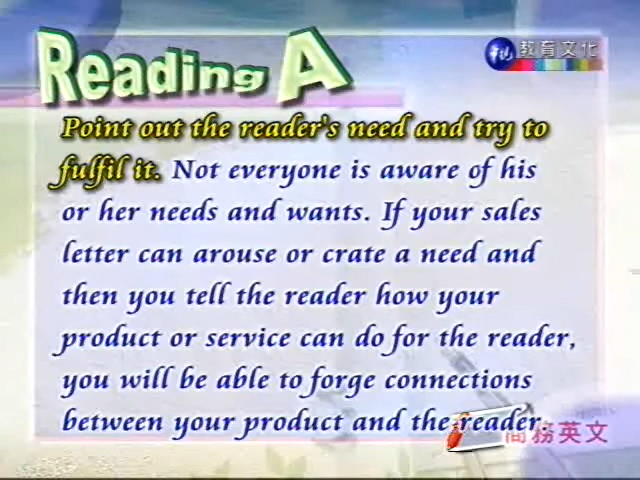 Reading A
華視 教育文化
Point out the reader's need and try to
fulfil it. Not everyone is aware of his
or her needs and wants. If your sales
letter can arouse or crate a need and
then you tell the reader how your
product or service can do for the reader,
you will be able to forge connections
between your product and the reader.
商務英文